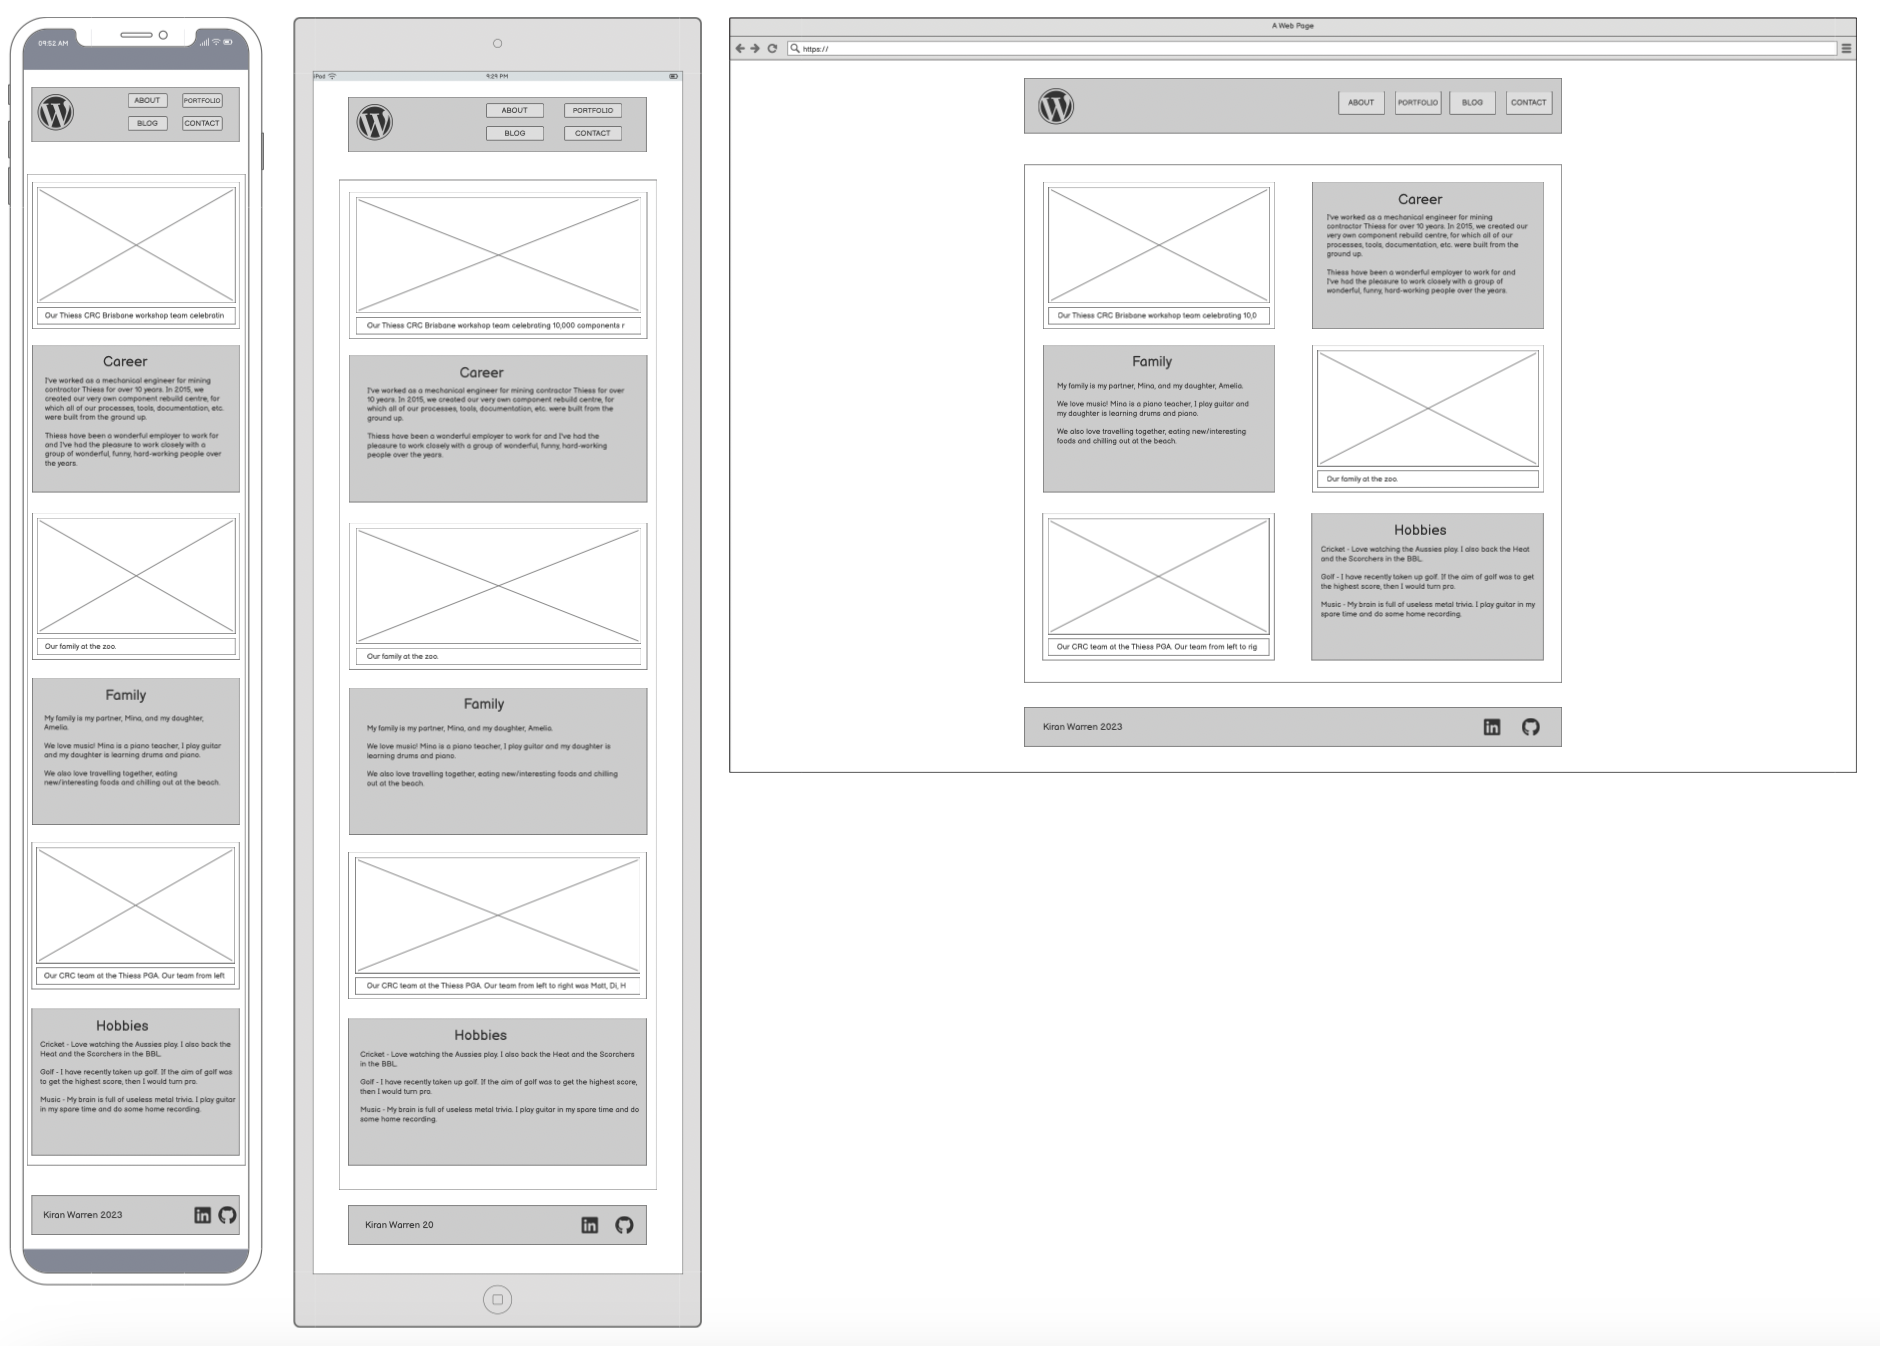 09:52 AM
ABOUT
PORTFOLIO
BLOG
CONTACT
Our Thiess CRC Brisbane workshop team celebratin
Career
I've worked as a mechanical engineer for mining
contractor Thiess for over 10 years. In 2015, we
created our very own component rebuild centre, for
which all of our processes, tools, documentation, etc.
were built from the ground up.
Thiess have been a wonderful employer to work for
and I've had the pleasure to work closely with a
group of wonderful, funny, hard-working people over
the years.
Our family at the zoo.
Family
My family is my partner, Mina, and my daughter,
Amelia.
We love music! Mina is a piano teacher, I play guitar
and my daughter is learning drums and piano.
We also love travelling together, eating
new/interesting foods and chilling out at the beach.
Our CRC team at the Thiess PGA. Our team from left
Hobbies
Cricket - Love watching the Aussies play. I also back the
Heat and the Scorchers in the BBL.
Golf - I have recently taken up golf. If the aim of golf was
to get the highest score, then I would turn pro.
Music - My brain is full of useless metal trivia. I play guitar
in my spare time and do some home recording.
Kiran Warren 2023
in
iPad
9:29 PM
ABOUT
PORTFOLIO
BLOG
CONTACT
Our Thiess CRC Brisbane workshop team celebrating 10,000 components r
Career
I've worked as a mechanical engineer for mining contractor Thiess for over
10 years. In 2015, we created our very own component rebuild centre, for
which all of our processes, tools, documentation, etc. were built from the
ground up.
Thiess have been a wonderful employer to work for and I've had the
pleasure to work closely with a group of wonderful, funny, hard-working
people over the years.
Our family at the zoo.
Family
My family is my partner, Mina, and my daughter, Amelia.
We love music! Mina is a piano teacher, I play guitar and my daughter is
learning drums and piano.
We also love travelling together, eating new/interesting foods and chilling
out at the beach.
Our CRC team at the Thiess PGA. Our team from left to right was Matt, Di, H
Hobbies
Cricket - Love watching the Aussies play. I also back the Heat and the Scorchers
in the BBL.
Golf - I have recently taken up golf. If the aim of golf was to get the highest score,
then I would turn pro.
Music - My brain is full of useless metal trivia. I play guitar in my spare time and do
some home recording.
Kiran Warren 20
in
A Web Page
https://
ABOUT
PORTFOLIO
BLOG
CONTACT
Our Thiess CRC Brisbane workshop team celebrating 10,0
Career
I've worked as a mechanical engineer for mining
contractor Thiess for over 10 years. In 2015, we created our
very own component rebuild centre, for which all of our
processes, tools, documentation, etc. were built from the
ground up.
Thiess have been a wonderful employer to work for and
I've had the pleasure to work closely with a group of
wonderful, funny, hard-working people over the years.
Family
My family is my partner, Mina, and my daughter, Amelia.
We love music! Mina is a piano teacher, I play guitar and
my daughter is learning drums and piano.
We also love travelling together, eating new/interesting
foods and chilling out at the beach.
Our family at the zoo.
Our CRC team at the Thiess PGA. Our team from left to rig
Hobbies
Cricket - Love watching the Aussies play. I also back the Heat
and the Scorchers in the BBL.
Golf - I have recently taken up golf. If the aim of golf was to get
the highest score, then I would turn pro.
Music - My brain is full of useless metal trivia. I play guitar in my
spare time and do some home recording.
Kiran Warren 2023
in